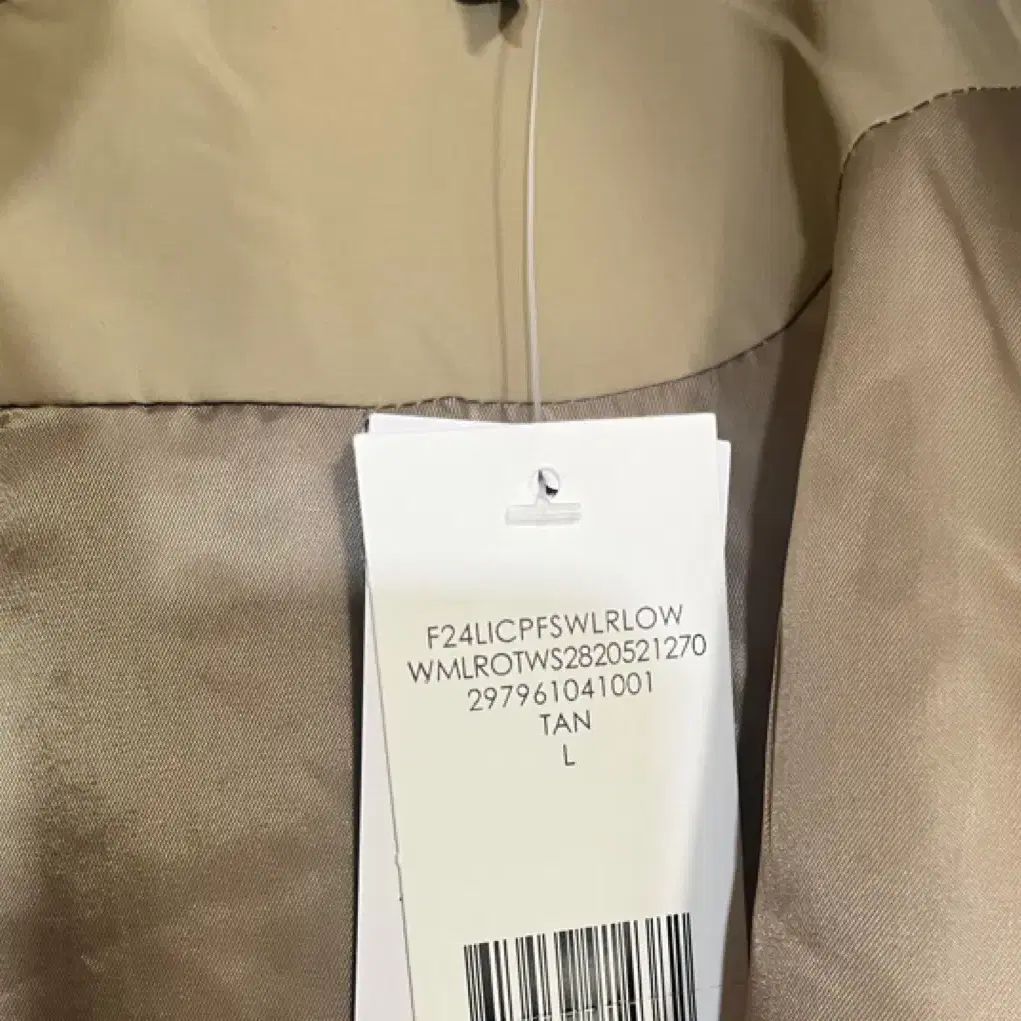 F24LICPFSWLRLOW
WMLROTWS2820521270
297961041001
TAN
L